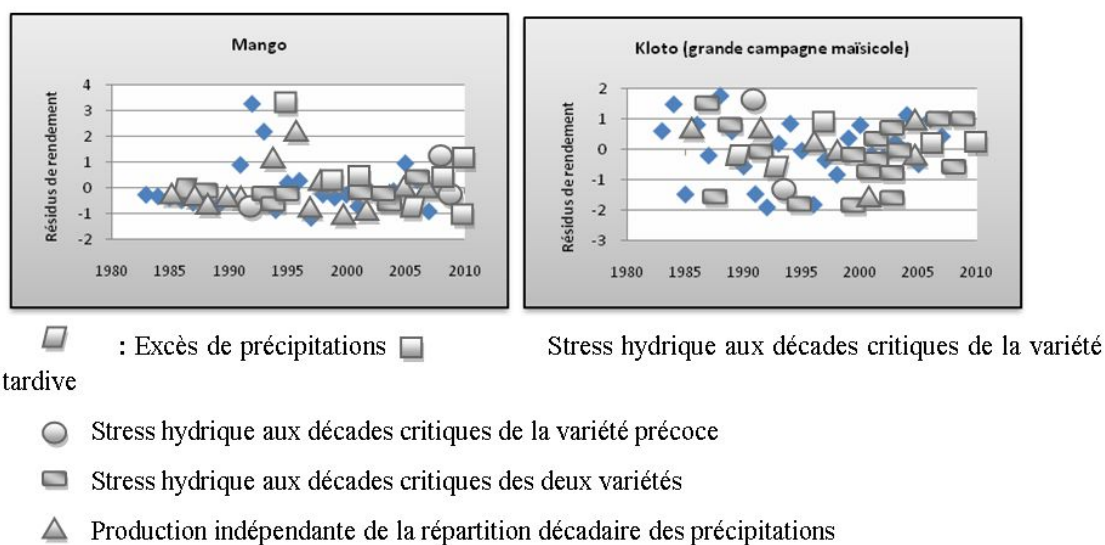 Mango
Résidus de rendement
4
3
2
1
0
-1
-2
1980 1985 1990 1995 2000 2005 2010
Kloto (grande campagne maïsicole)
Résidus de rendement
2
1
0
-1
-2
-3
1980 1985 1990 1995 2000 2005 2010
: Excès de précipitations Stress hydrique aux décades critiques de la variété
tardive
Stress hydrique aux décades critiques de la variété précoce
Stress hydrique aux décades critiques des deux variétés
Production indépendante de la répartition décadaire des précipitations